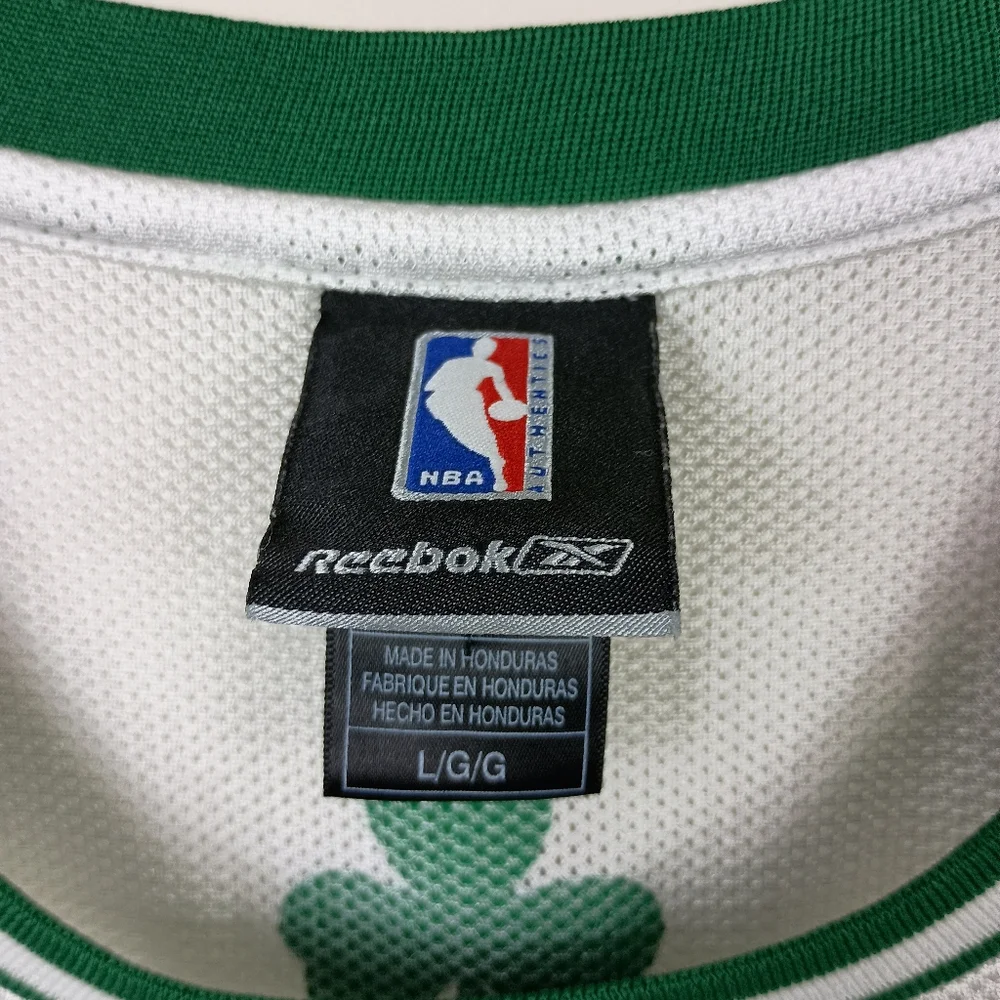 NBA
AUTHENTICS
Reebok
MADE IN HONDURAS
FABRIQUE EN HONDURAS
HECHO EN HONDURAS
L/G/G